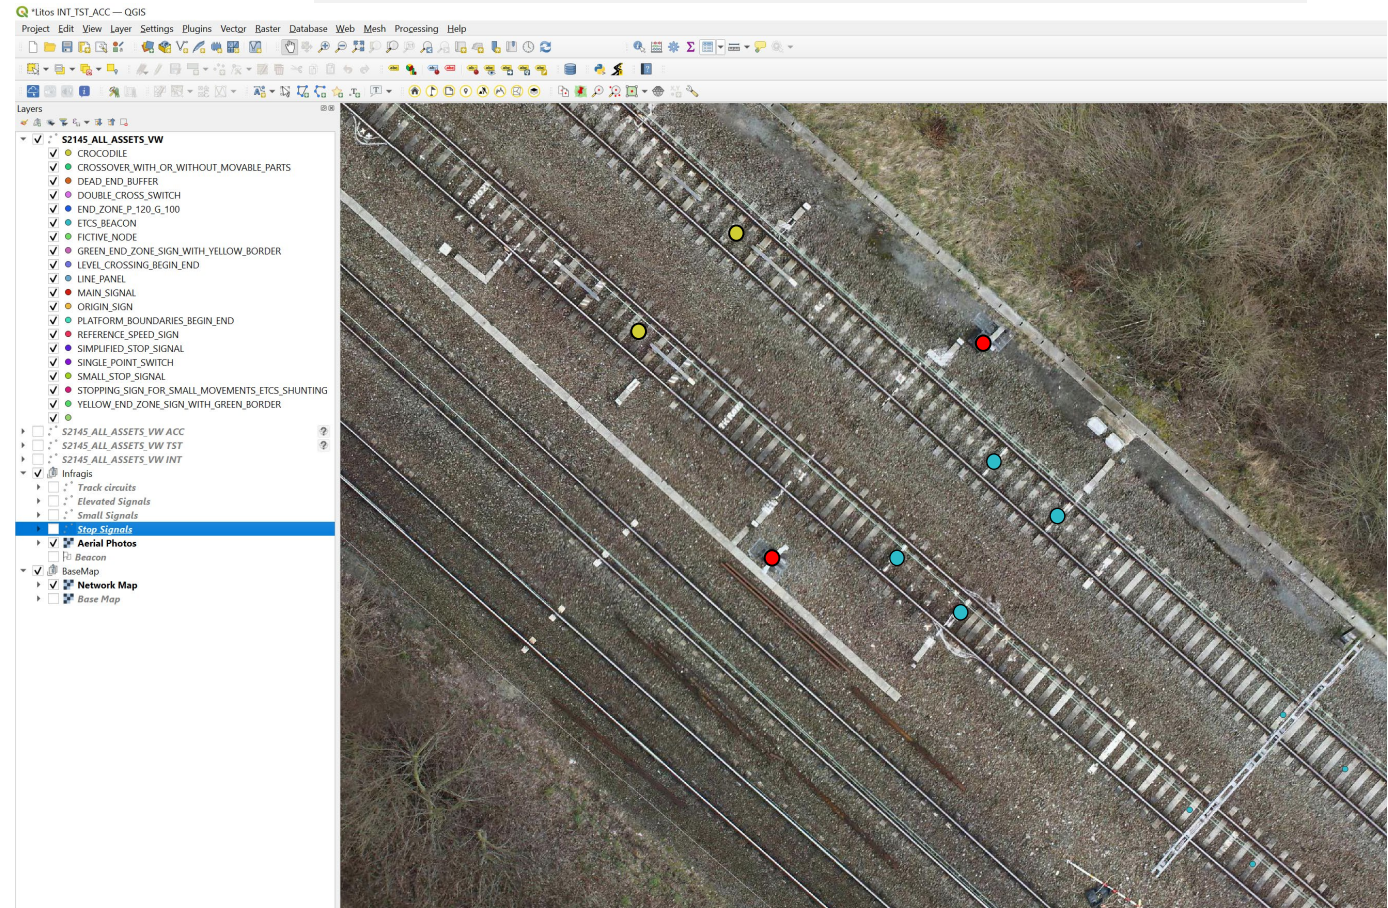 *Litos INT_TST_ACC — QGIS
Project Edit View Layer Settings Plugins Vector Raster Database Web Mesh Processing Help
Layers
S2145_ALL_ASSETS_VW
CROCODILE
CROSSOVER_WITH_OR_WITHOUT_MOVABLE_PARTS
DEAD_END_BUFFER
DOUBLE_CROSS_SWITCH
END_ZONE_P_120_G_100
ETCS_BEACON
FICTIVE_NODE
GREEN_END_ZONE_SIGN_WITH_YELLOW_BORDER
LEVEL_CROSSING_BEGIN_END
LINE_PANEL
MAIN_SIGNAL
ORIGIN_SIGN
PLATFORM_BOUNDARIES_BEGIN_END
REFERENCE_SPEED_SIGN
SIMPLIFIED_STOP_SIGNAL
SINGLE_POINT_SWITCH
SMALL_STOP_SIGNAL
STOPPING_SIGN_FOR_SMALL_MOVEMENTS_ETCS_SHUNTING
YELLOW_END_ZONE_SIGN_WITH_GREEN_BORDER
S2145_ALL_ASSETS_VW ACC ?
S2145_ALL_ASSETS_VW TST ?
S2145_ALL_ASSETS_VW INT
Infragis
Track circuits
Elevated Signals
Small Signals
Stop Signals
Aerial Photos
Beacon
BaseMap
Network Map
Base Map